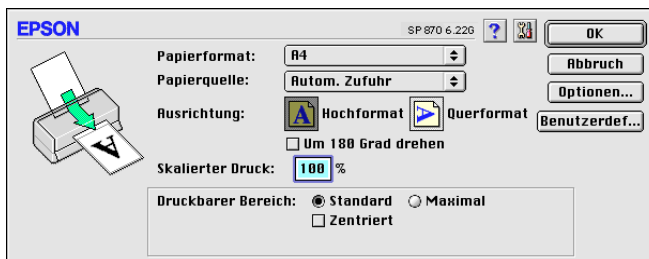 EPSON
SP 870 6.22G
?
OK
Papierformat:
A4
Abbruch
Papierquelle:
Autom. Zufuhr
Optionen...
Ausrichtung:
A
Hochformat
A
Querformat
Benutzerdef...
Um 180 Grad drehen
Skalierter Druck:
100 %
Druckbarer Bereich:
Standard
Maximal
Zentriert
A